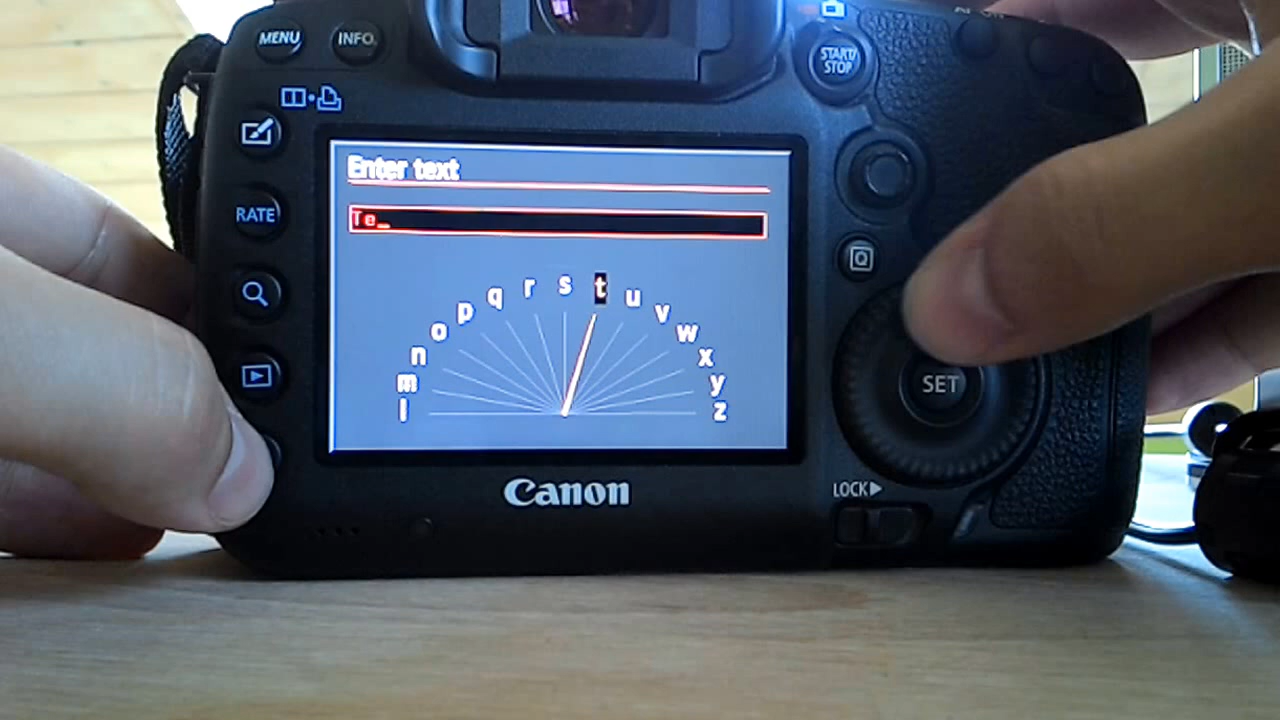 MENU
INFO.
START/
STOP
RATE
Enter text
Te_
l m n o p q r s t u v w x y z
Q
SET
Canon
LOCK▶